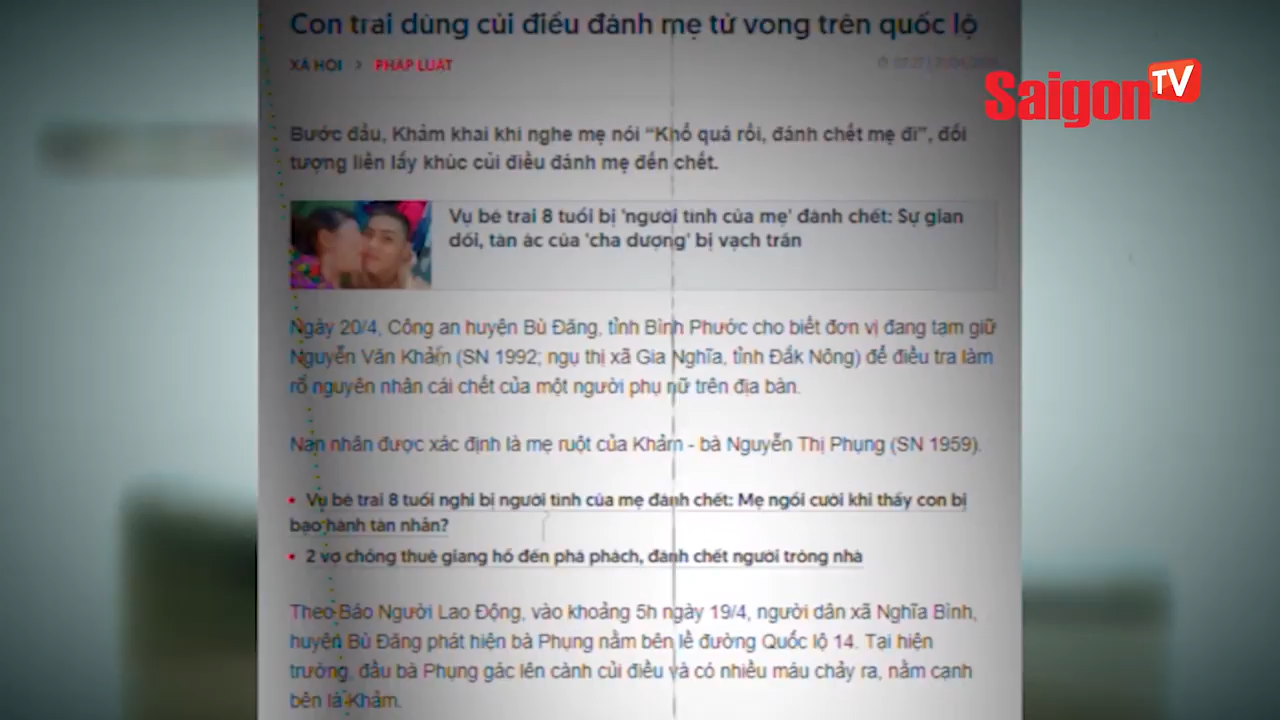 Con trai dùng củi điều đánh mẹ tử vong trên quốc lộ
XÃ HỘI > PHÁP LUẬT
Saigon TV
Bước đầu, Khảm khai khi nghe mẹ nói “Khổ quá rồi, đánh chết mẹ đi”, đối
tượng liền lấy khúc củi điều đánh mẹ đến chết.
Vụ bé trai 8 tuổi bị 'người tình của mẹ' đánh chết: Sự gian
dối, tàn ác của 'cha dượng' bị vạch trần
Ngày 20/4, Công an huyện Bù Đăng, tỉnh Bình Phước cho biết đơn vị đang tạm giữ
Nguyễn Văn Khảm (SN 1992; ngụ thị xã Gia Nghĩa, tỉnh Đắk Nông) để điều tra làm
rõ nguyên nhân cái chết của một người phụ nữ trên địa bàn.
Nạn nhân được xác định là mẹ ruột của Khảm - bà Nguyễn Thị Phụng (SN 1959).
• Vụ bé trai 8 tuổi nghi bị người tình của mẹ đánh chết: Mẹ ngồi cười khi thấy con bị
bạo hành tàn nhẫn?
• 2 vợ chồng thuê giang hồ đến phá phách, đánh chết người trong nhà
Theo Báo Người Lao Động, vào khoảng 5h ngày 19/4, người dân xã Nghĩa Bình,
huyện Bù Đăng phát hiện bà Phụng nằm bên lề đường Quốc lộ 14. Tại hiện
trường, đầu bà Phụng gác lên cành củi điều và có nhiều máu chảy ra, nằm cạnh
bên là Khảm.